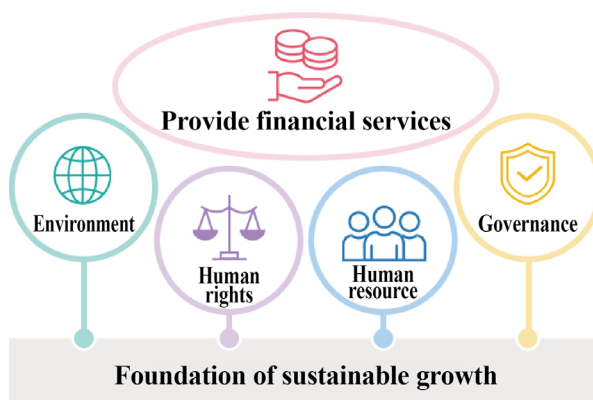 Provide financial services
Environment
Human
rights
Human
resource
Governance
Foundation of sustainable growth